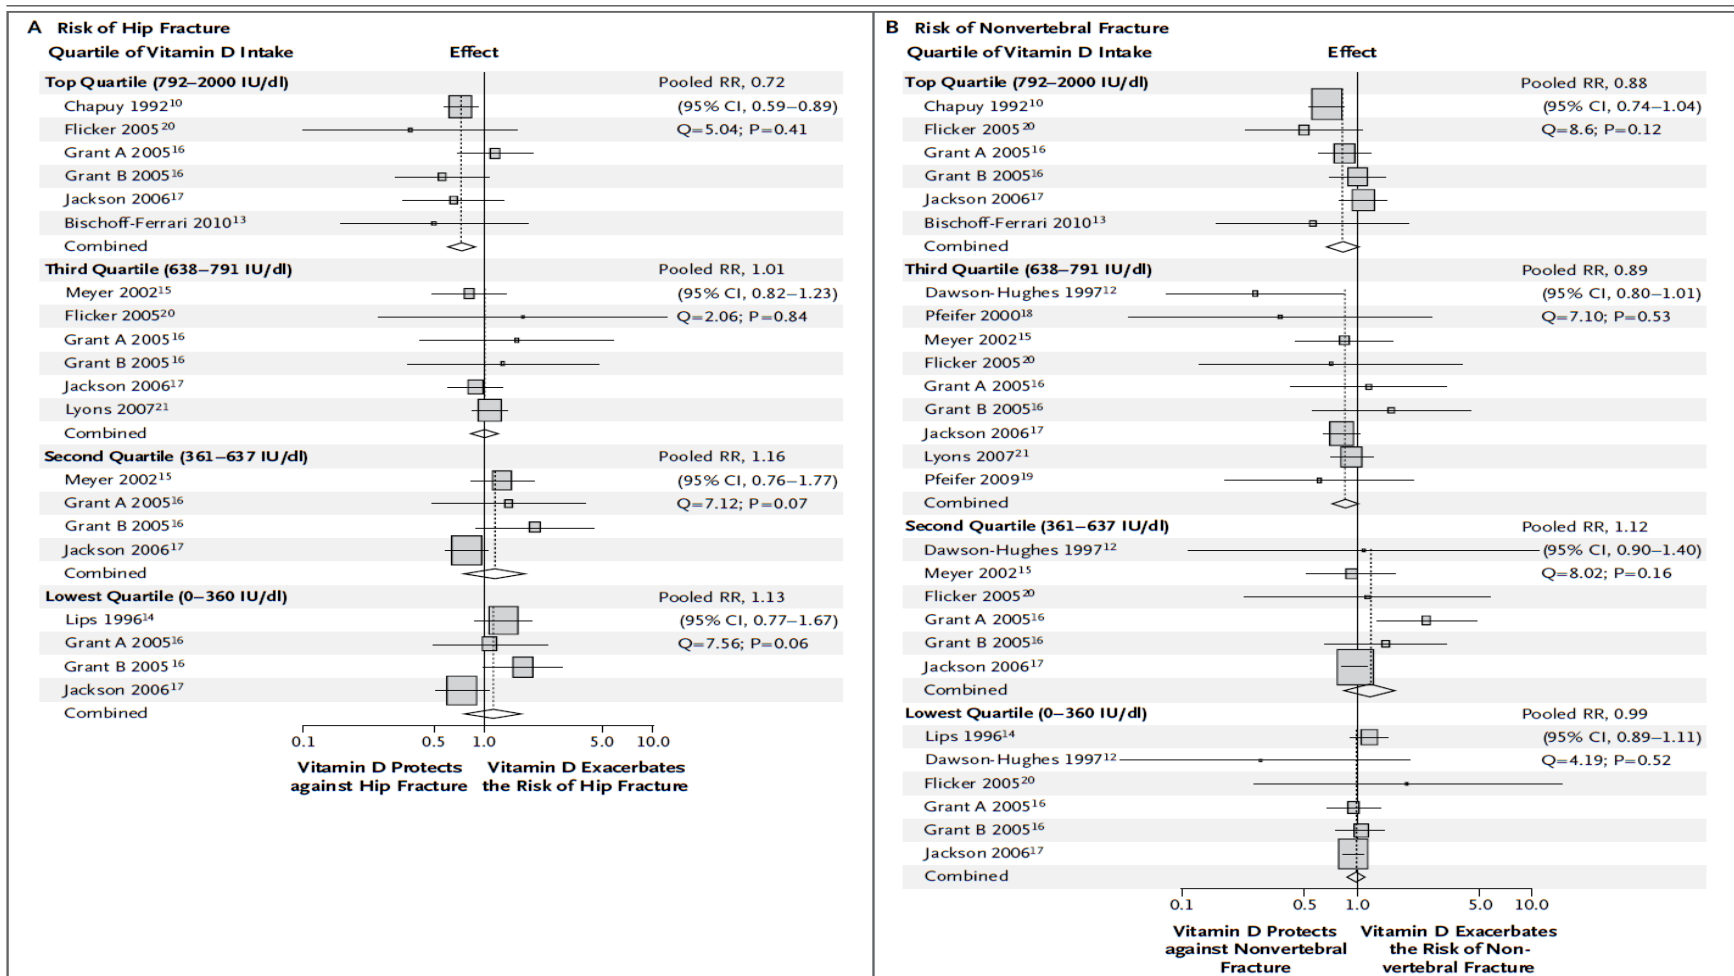 A Risk of Hip Fracture
Quartile of Vitamin D Intake Effect
Top Quartile (792–2000 IU/dl) Pooled RR, 0.72
Chapuy 1992¹⁰ (95% CI, 0.59–0.89)
Flicker 2005²⁰ Q=5.04; P=0.41
Grant A 2005¹⁶
Grant B 2005¹⁶
Jackson 2006¹⁷
Bischoff-Ferrari 2010¹³
Combined
Third Quartile (638–791 IU/dl) Pooled RR, 1.01
Meyer 2002¹⁵ (95% CI, 0.82–1.23)
Flicker 2005²⁰ Q=2.06; P=0.84
Grant A 2005¹⁶
Grant B 2005¹⁶
Jackson 2006¹⁷
Lyons 2007²¹
Combined
Second Quartile (361–637 IU/dl) Pooled RR, 1.16
Meyer 2002¹⁵ (95% CI, 0.76–1.77)
Grant A 2005¹⁶ Q=7.12; P=0.07
Grant B 2005¹⁶
Jackson 2006¹⁷
Combined
Lowest Quartile (0–360 IU/dl) Pooled RR, 1.13
Lips 1996¹⁴ (95% CI, 0.77–1.67)
Grant A 2005¹⁶ Q=7.56; P=0.06
Grant B 2005¹⁶
Jackson 2006¹⁷
Combined
0.1 0.5 1.0 5.0 10.0
Vitamin D Protects Vitamin D Exacerbates
against Hip Fracture the Risk of Hip Fracture
B Risk of Nonvertebral Fracture
Quartile of Vitamin D Intake Effect
Top Quartile (792–2000 IU/dl) Pooled RR, 0.88
Chapuy 1992¹⁰ (95% CI, 0.74–1.04)
Flicker 2005²⁰ Q=8.6; P=0.12
Grant A 2005¹⁶
Grant B 2005¹⁶
Jackson 2006¹⁷
Bischoff-Ferrari 2010¹³
Combined
Third Quartile (638–791 IU/dl) Pooled RR, 0.89
Dawson-Hughes 1997¹² (95% CI, 0.80–1.01)
Pfeifer 2000¹⁸ Q=7.10; P=0.53
Meyer 2002¹⁵
Flicker 2005²⁰
Grant A 2005¹⁶
Grant B 2005¹⁶
Jackson 2006¹⁷
Lyons 2007²¹
Pfeifer 2009¹⁹
Combined
Second Quartile (361–637 IU/dl) Pooled RR, 1.12
Dawson-Hughes 1997¹² (95% CI, 0.90–1.40)
Meyer 2002¹⁵ Q=8.02; P=0.16
Flicker 2005²⁰
Grant A 2005¹⁶
Grant B 2005¹⁶
Jackson 2006¹⁷
Combined
Lowest Quartile (0–360 IU/dl) Pooled RR, 0.99
Lips 1996¹⁴ (95% CI, 0.89–1.11)
Dawson-Hughes 1997¹² Q=4.19; P=0.52
Flicker 2005²⁰
Grant A 2005¹⁶
Grant B 2005¹⁶
Jackson 2006¹⁷
Combined
0.1 0.5 1.0 5.0 10.0
Vitamin D Protects Vitamin D Exacerbates
against Nonvertebral the Risk of Non-
Fracture vertebral Fracture